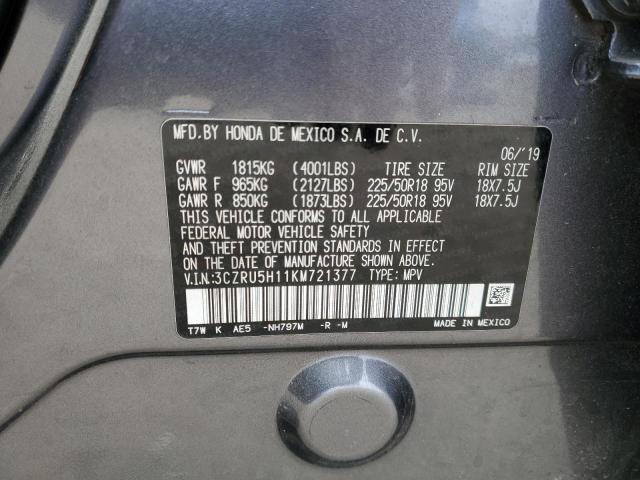 MFD.BY HONDA DE MEXICO S.A. DE C.V.
06/'19
GVWR 1815KG (4001LBS) TIRE SIZE RIM SIZE
GAWR F 965KG (2127LBS) 225/50R18 95V 18X7.5J
GAWR R 850KG (1873LBS) 225/50R18 95V 18X7.5J
THIS VEHICLE CONFORMS TO ALL APPLICABLE
FEDERAL MOTOR VEHICLE SAFETY
AND THEFT PREVENTION STANDARDS IN EFFECT
ON THE DATE OF MANUFACTURE SHOWN ABOVE.
V.I.N.:3CZRU5H11KM721377 TYPE: MPV
T7W K AE5 -NH797M -R -M MADE IN MEXICO